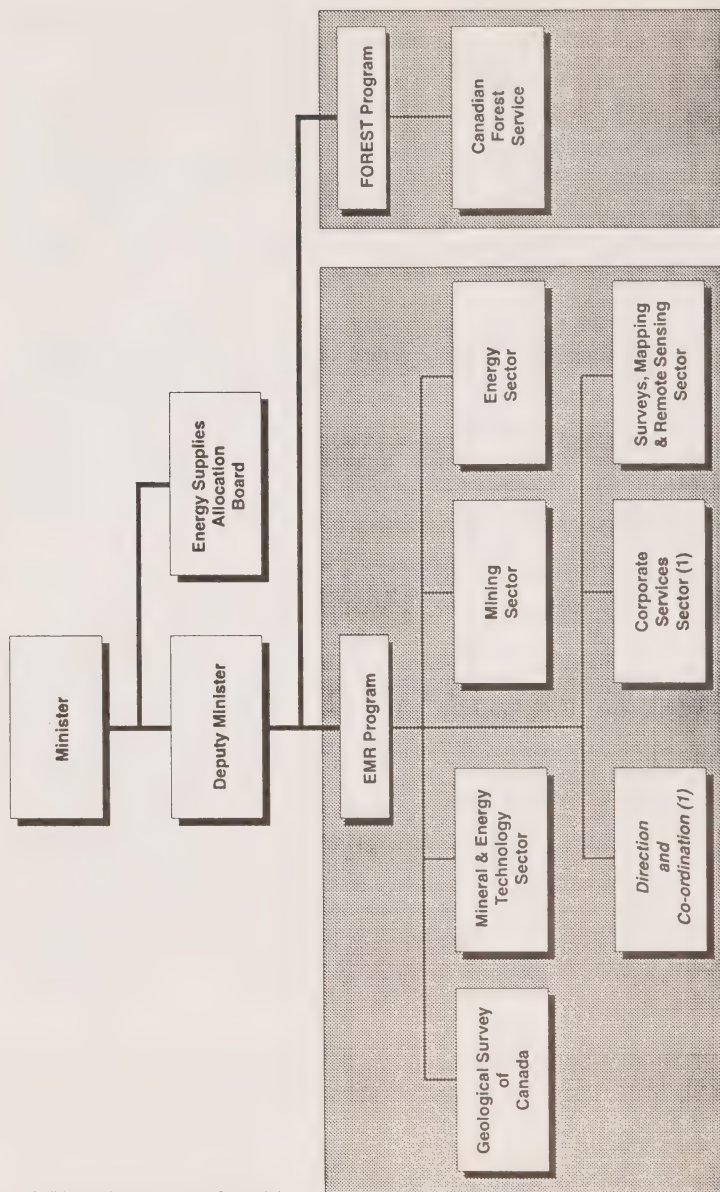 Minister
Energy Supplies
Allocation
Board
Deputy Minister
EMR Program
FOREST Program
Geological Survey
of
Canada
Mineral & Energy
Technology
Sector
Mining
Sector
Energy
Sector
Canadian
Forest
Service
Direction
and
Co-ordination (1)
Corporate
Services
Sector (1)
Surveys, Mapping
& Remote Sensing
Sector